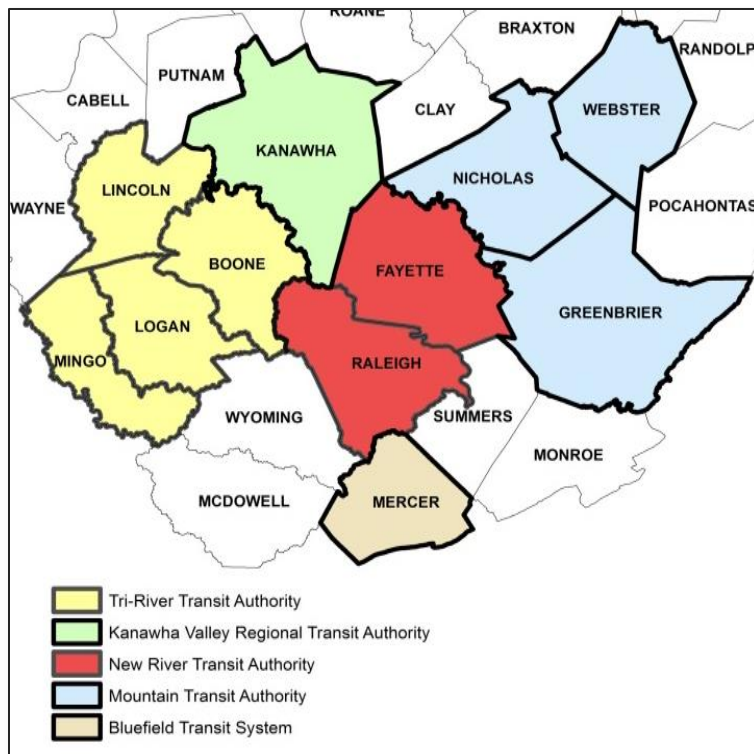 ROANE
BRAXTON
RANDOLP
PUTNAM
CABELL
CLAY
WEBSTER
KANAWHA
NICHOLAS
LINCOLN
POCAHONTAS
WAYNE
BOONE
FAYETTE
GREENBRIER
LOGAN
MINGO
RALEIGH
WYOMING
SUMMERS
MONROE
MCDOWELL
MERCER
Tri-River Transit Authority
Kanawha Valley Regional Transit Authority
New River Transit Authority
Mountain Transit Authority
Bluefield Transit System